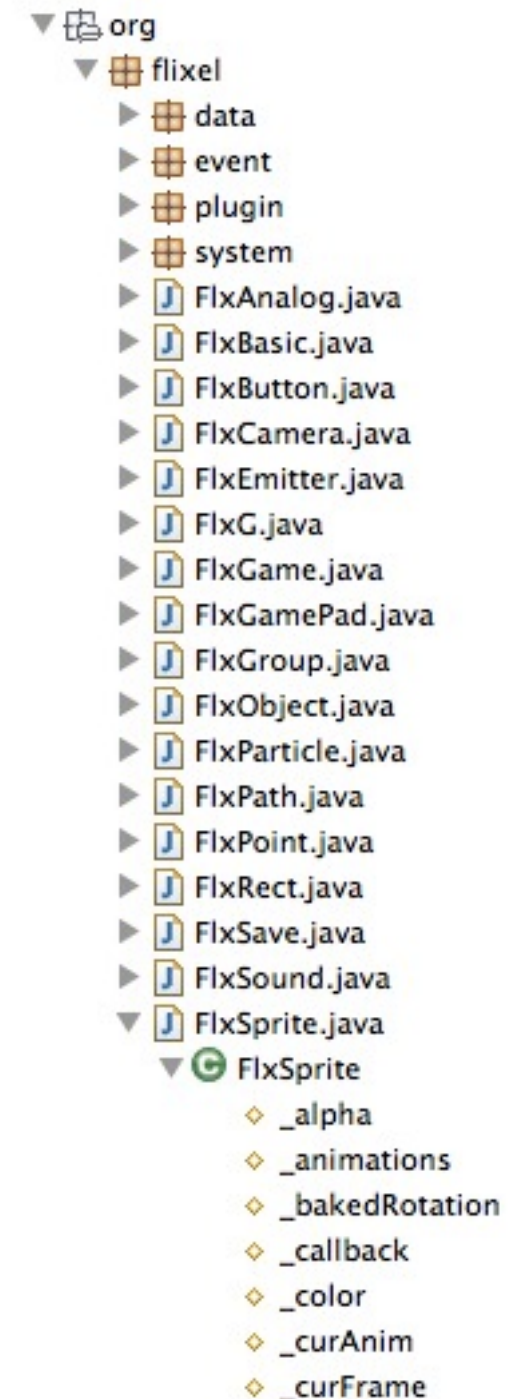 org
flixel
data
event
plugin
system
FlxAnalog.java
FlxBasic.java
FlxButton.java
FlxCamera.java
FlxEmitter.java
FlxG.java
FlxGame.java
FlxGamePad.java
FlxGroup.java
FlxObject.java
FlxParticle.java
FlxPath.java
FlxPoint.java
FlxRect.java
FlxSave.java
FlxSound.java
FlxSprite.java
FlxSprite
_alpha
_animations
_bakedRotation
_callback
_color
_curAnim
_curFrame